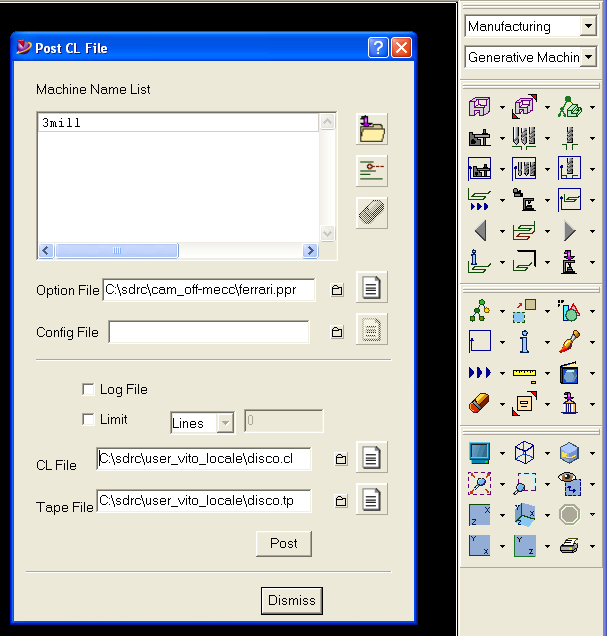 Post CL File
Manufacturing
Generative Machin
Machine Name List
3mill
Option File C:\sdrc\cam_off-mecc\ferrari.ppr
Config File
Log File
Limit Lines 0
CL File C:\sdrc\user_vito_locale\disco.cl
Tape File C:\sdrc\user_vito_locale\disco.tp
Post
Dismiss
X
Z
Y
X
Y
Z